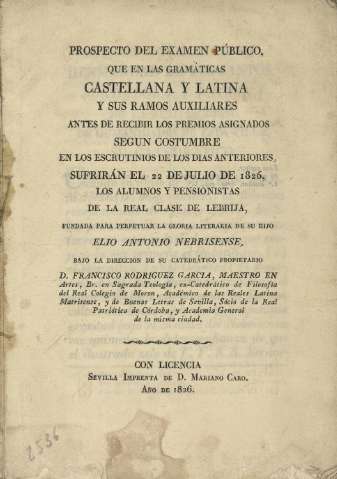 PROSPECTO DEL EXAMEN PÚBLICO,
QUE EN LAS GRAMÁTICAS
CASTELLANA Y LATINA
Y SUS RAMOS AUXILIARES
ANTES DE RECIBIR LOS PREMIOS ASIGNADOS
SEGUN COSTUMBRE
EN LOS ESCRUTINIOS DE LOS DIAS ANTERIORES,
SUFRIRÁN EL 22 DE JULIO DE 1826,
LOS ALUMNOS Y PENSIONISTAS
DE LA REAL CLASE DE LEBRIJA,
FUNDADA PARA PERPETUAR LA GLORIA LITERARIA DE SU HIJO
ELIO ANTONIO NEBRISENSE,
BAJO LA DIRECCION DE SU CATEDRÁTICO PROPIETARIO
D. FRANCISCO RODRIGUEZ GARCIA, MAESTRO EN
Artes, Br. en Sagrada Teología, ex-Catedrático de Filosofía
del Real Colegio de Moron, Académico de las Reales Latina
Matritense, y de Buenas Letras de Sevilla, Sócio de la Real
Patriótica de Córdoba, y Academia General
de la misma ciudad.
CON LICENCIA
SEVILLA IMPRENTA DE D. MARIANO CARO.
AÑO DE 1826.
2536